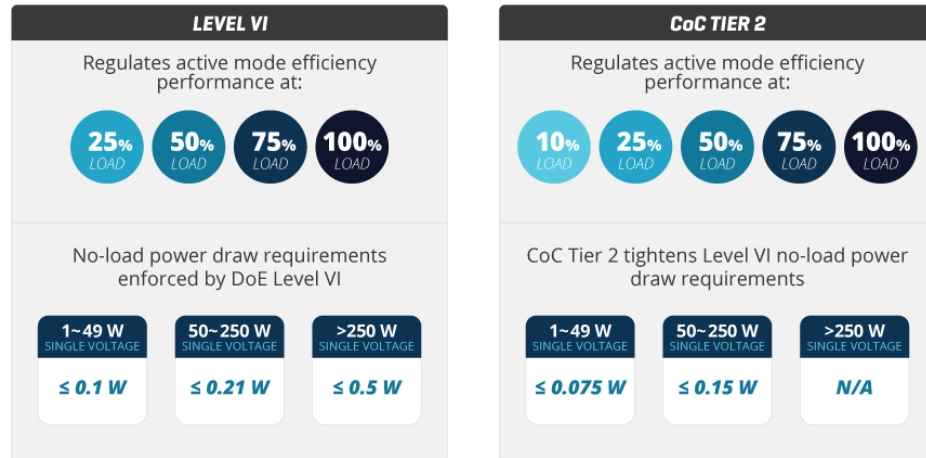 LEVEL VI
Regulates active mode efficiency
performance at:
25%
LOAD
50%
LOAD
75%
LOAD
100%
LOAD
No-load power draw requirements
enforced by DoE Level VI
1~49 W
SINGLE VOLTAGE
≤ 0.1 W
50~250 W
SINGLE VOLTAGE
≤ 0.21 W
>250 W
SINGLE VOLTAGE
≤ 0.5 W
CoC TIER 2
Regulates active mode efficiency
performance at:
10%
LOAD
25%
LOAD
50%
LOAD
75%
LOAD
100%
LOAD
CoC Tier 2 tightens Level VI no-load power
draw requirements
1~49 W
SINGLE VOLTAGE
≤ 0.075 W
50~250 W
SINGLE VOLTAGE
≤ 0.15 W
>250 W
SINGLE VOLTAGE
N/A